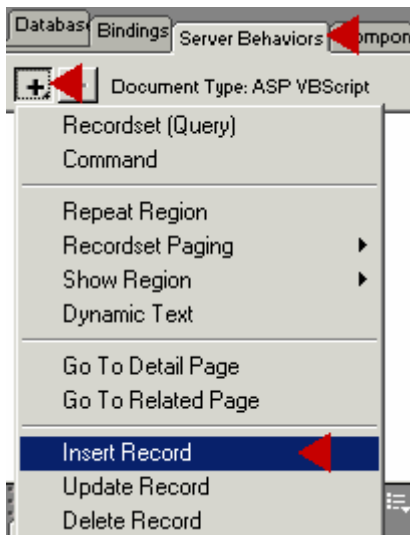 Databas Bindings Server Behaviors Compon
+ - Document Type: ASP VBScript
Recordset (Query)
Command
Repeat Region
Recordset Paging
Show Region
Dynamic Text
Go To Detail Page
Go To Related Page
Insert Record
Update Record
Delete Record